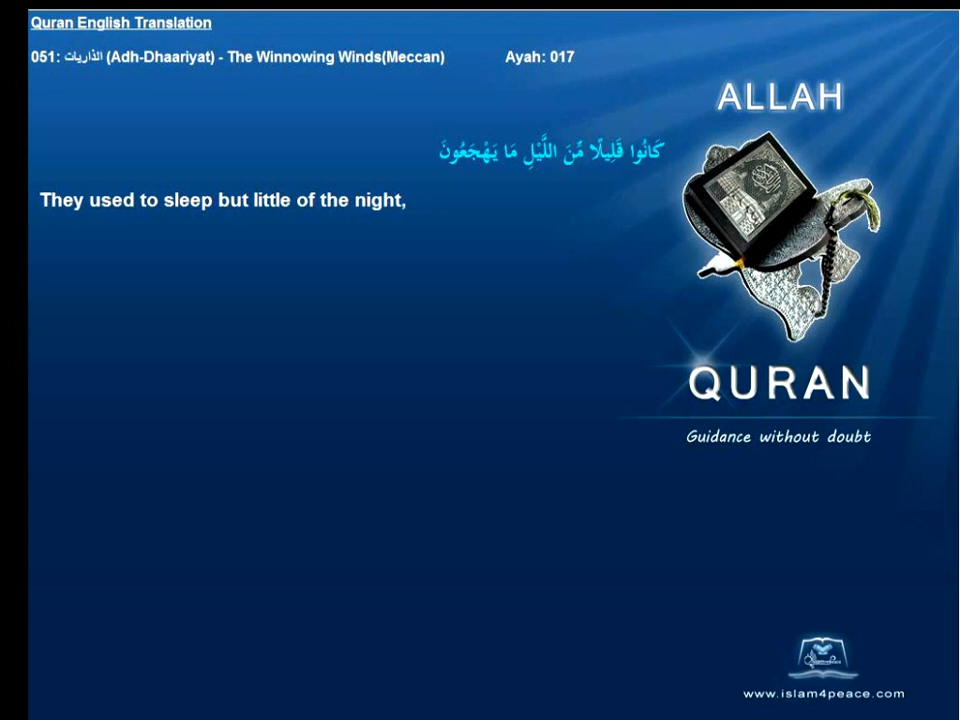 Quran English Translation
051: الذاريات (Adh-Dhaariyat) - The Winnowing Winds(Meccan) Ayah: 017
ALLAH
كَانُوا قَلِيلًا مِّنَ اللَّيْلِ مَا يَهْجَعُونَ
They used to sleep but little of the night,
QURAN
Guidance without doubt
www.islam4peace.com